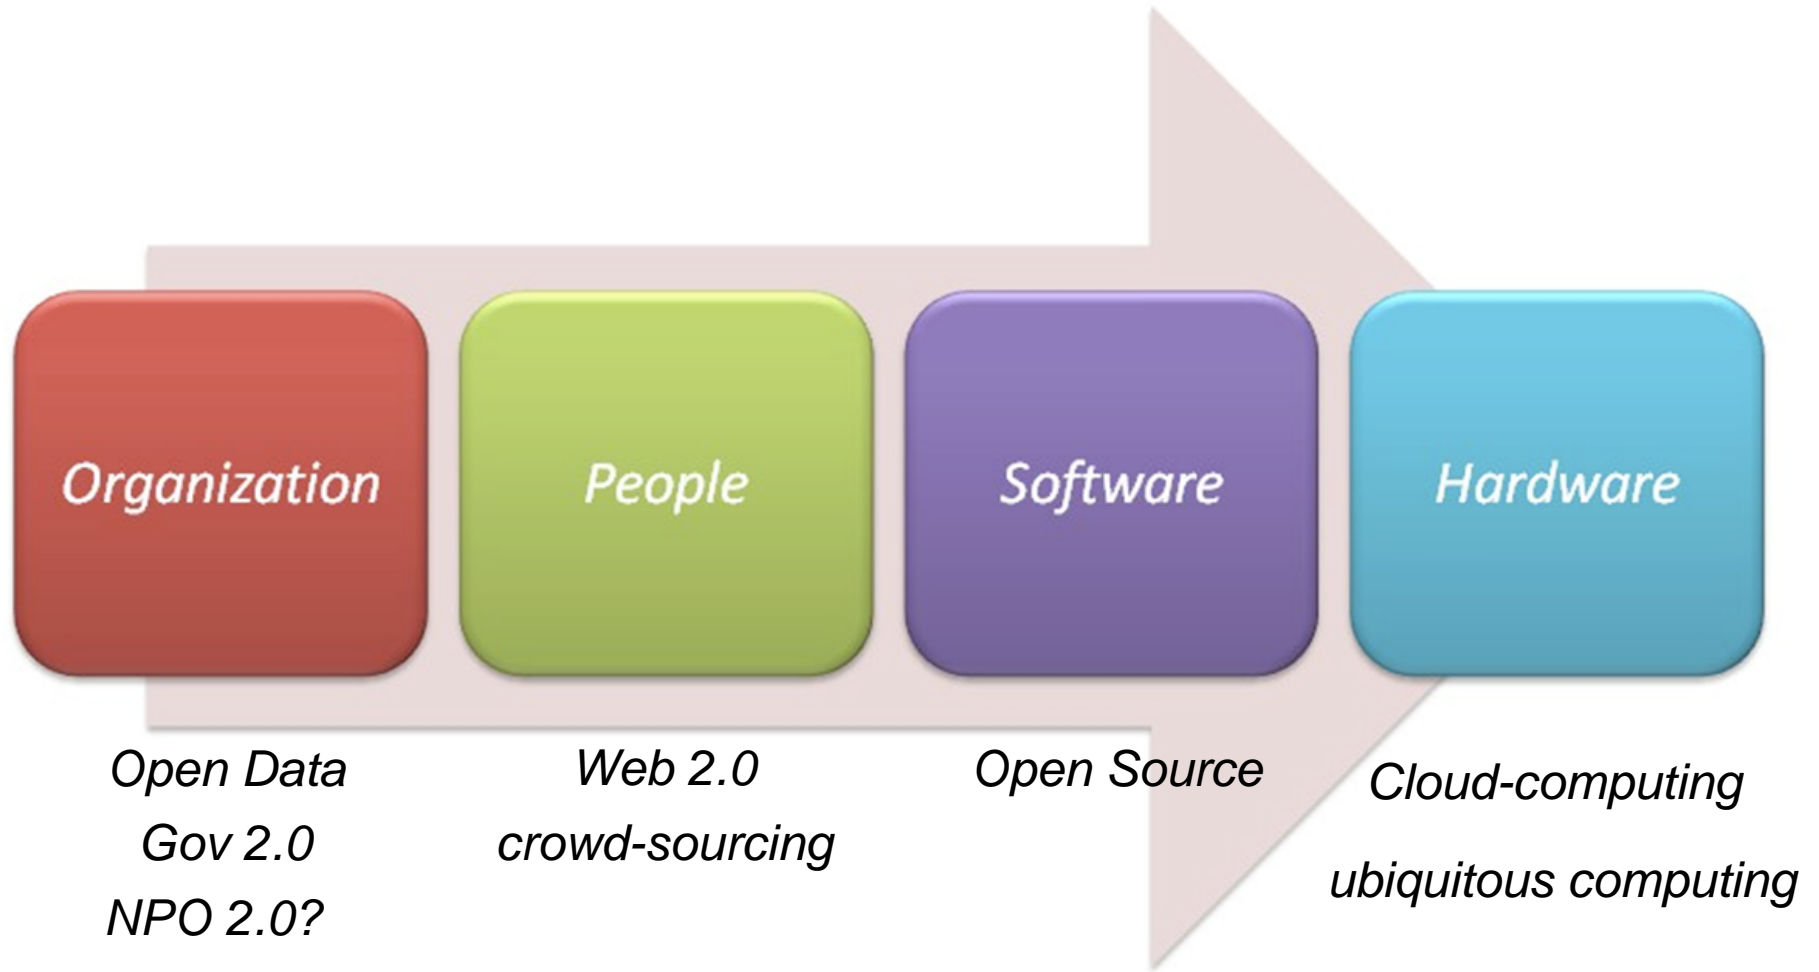 Organization
People
Software
Hardware
Open Data
Gov 2.0
NPO 2.0?
Web 2.0
crowd-sourcing
Open Source
Cloud-computing
ubiquitous computing